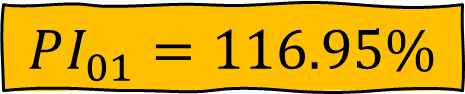 PI₀₁ = 116.95%